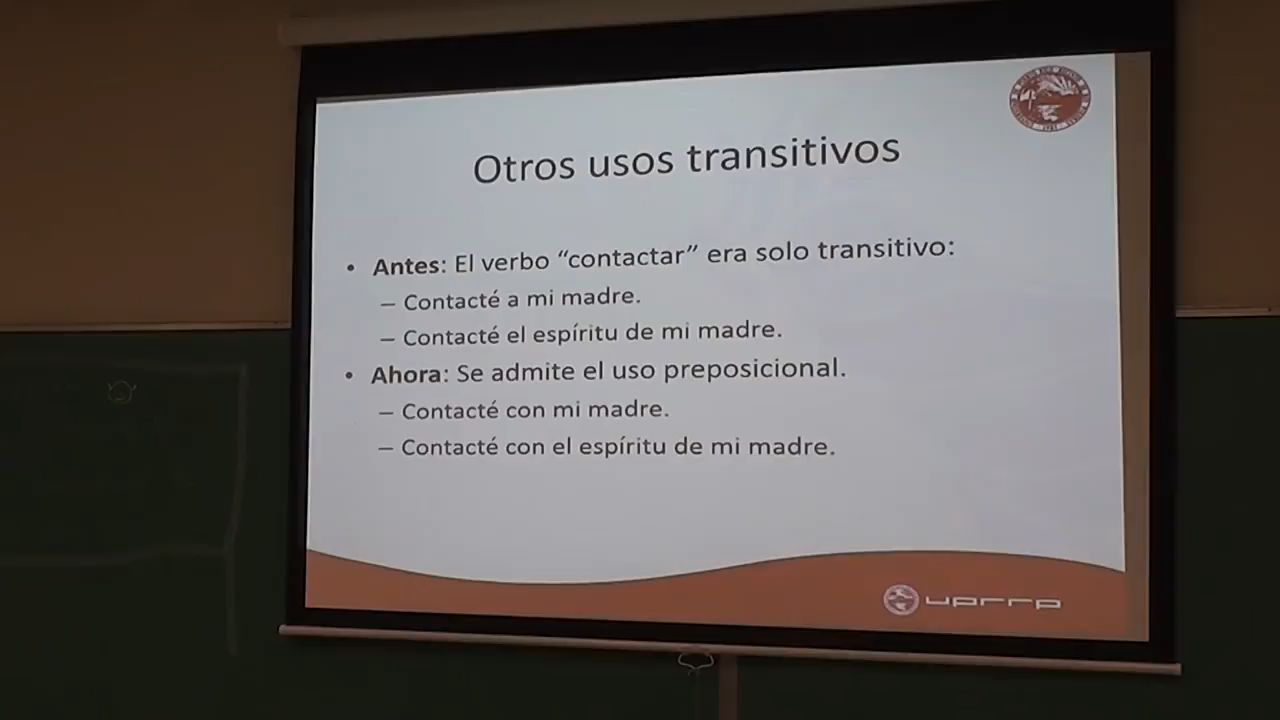 Otros usos transitivos
• Antes: El verbo “contactar” era solo transitivo:
– Contacté a mi madre.
– Contacté el espíritu de mi madre.
• Ahora: Se admite el uso preposicional.
– Contacté con mi madre.
– Contacté con el espíritu de mi madre.
uprrp